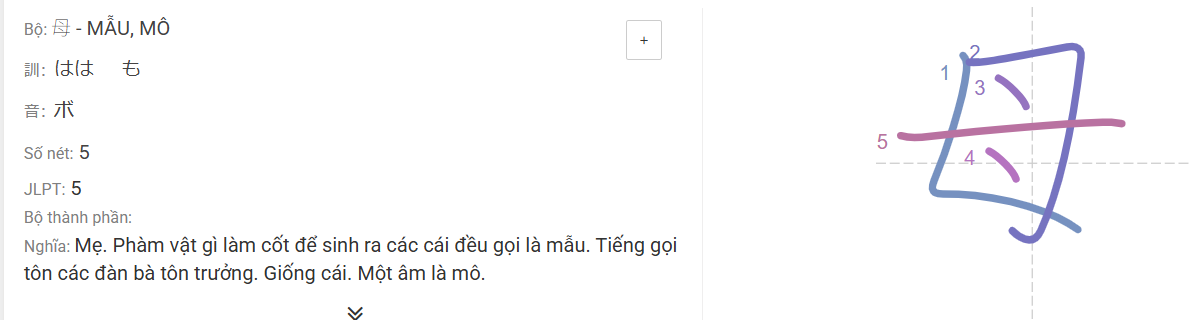 Bộ: 母 - MẪU, MÔ
+
訓: はは も
音: ボ
Số nét: 5
JLPT: 5
Bộ thành phần:
Nghĩa: Mẹ. Phàm vật gì làm cốt để sinh ra các cái đều gọi là mẫu. Tiếng gọi
tôn các đàn bà tôn trưởng. Giống cái. Một âm là mô.
母
1
2
3
4
5